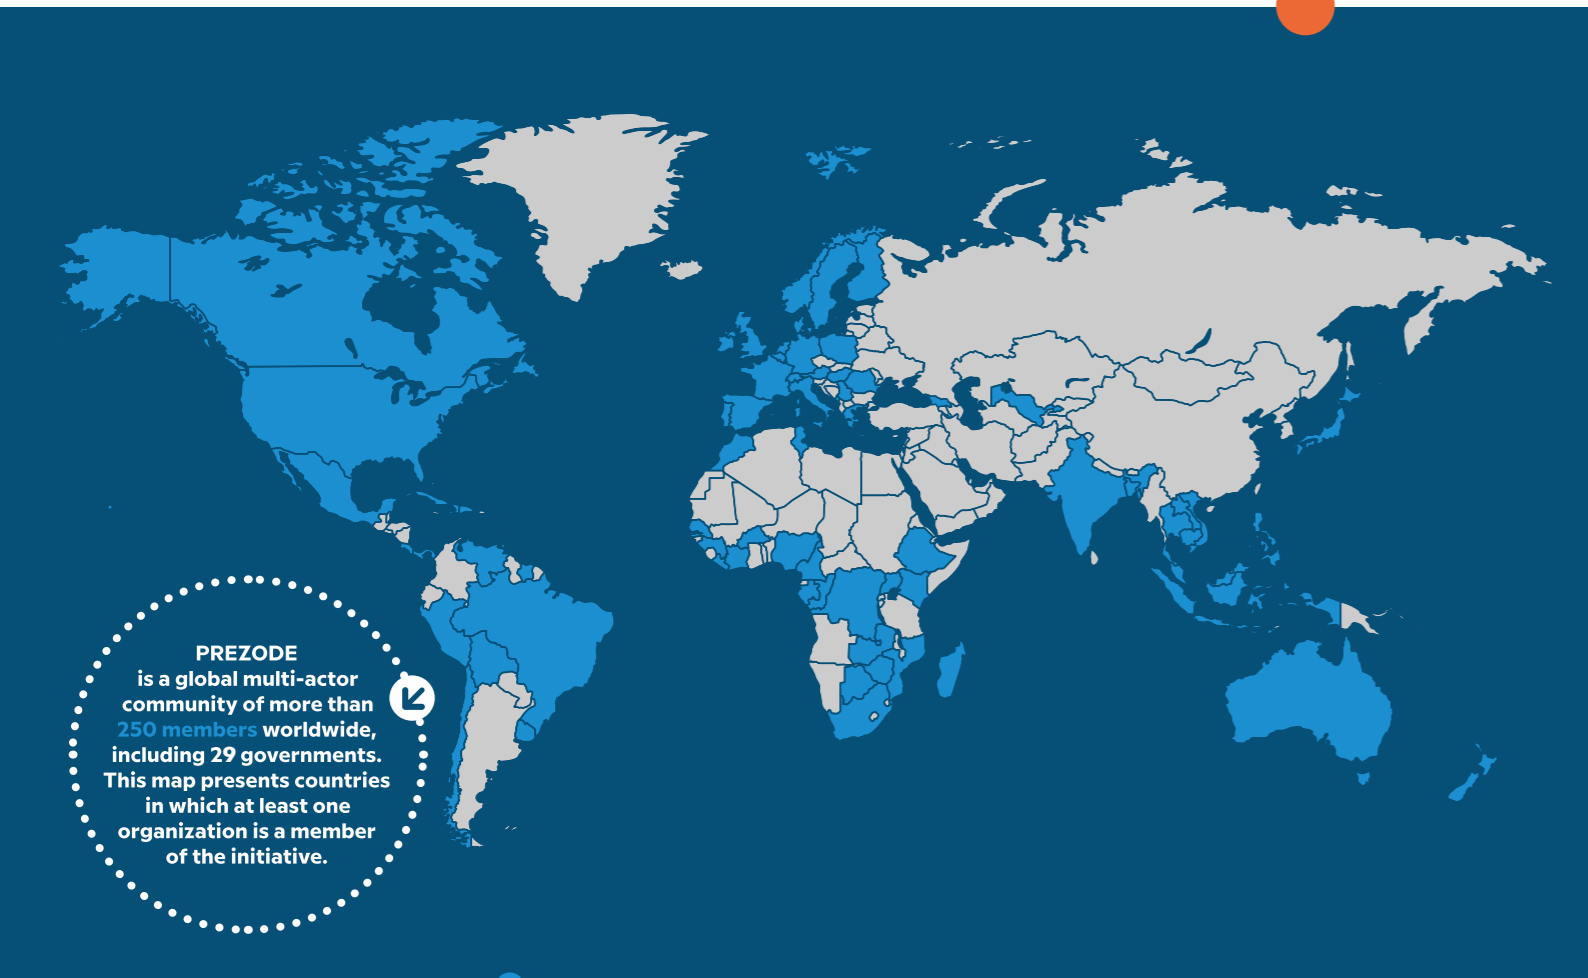 PREZODE
is a global multi-actor
community of more than
250 members worldwide,
including 29 governments.
This map presents countries
in which at least one
organization is a member
of the initiative.